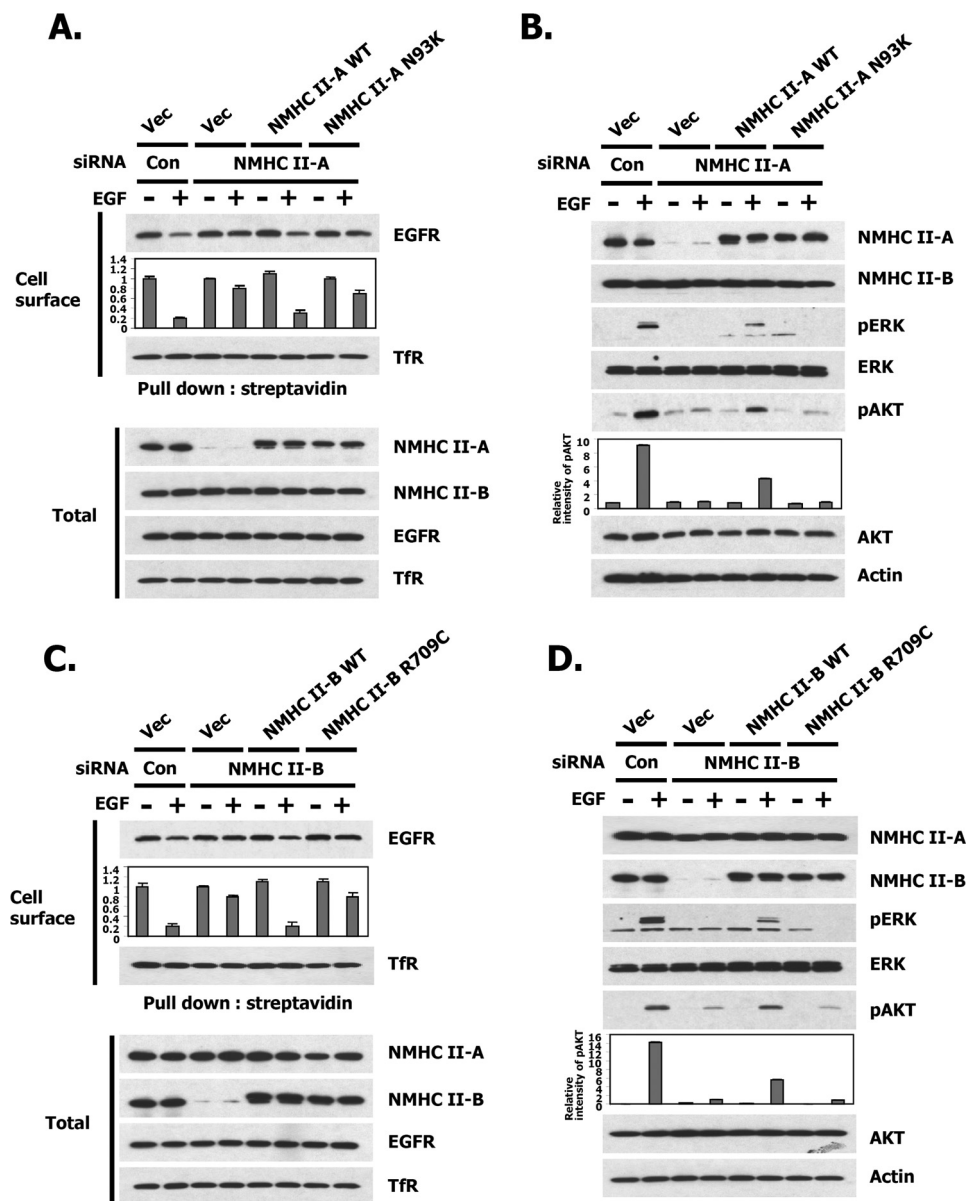 A.
Vec
Vec
NMHC II-A WT
NMHC II-A N93K
siRNA Con NMHC II-A
EGF - + - + - + - +
Cell surface
EGFR
1.4
1.2
1
0.8
0.6
0.4
0.2
0
TfR
Pull down : streptavidin
Total
NMHC II-A
NMHC II-B
EGFR
TfR
B.
Vec
Vec
NMHC II-A WT
NMHC II-A N93K
siRNA Con NMHC II-A
EGF - + - + - + - +
NMHC II-A
NMHC II-B
pERK
ERK
pAKT
Relative
intensity of pAKT
10
8
6
4
2
0
AKT
Actin
C.
Vec
Vec
NMHC II-B WT
NMHC II-B R709C
siRNA Con NMHC II-B
EGF - + - + - + - +
Cell surface
EGFR
1.4
1.2
1
0.8
0.6
0.4
0.2
0
TfR
Pull down : streptavidin
Total
NMHC II-A
NMHC II-B
EGFR
TfR
D.
Vec
Vec
NMHC II-B WT
NMHC II-B R709C
siRNA Con NMHC II-B
EGF - + - + - + - +
NMHC II-A
NMHC II-B
pERK
ERK
pAKT
Relative
intensity of pAKT
16
14
12
10
8
6
4
2
0
AKT
Actin